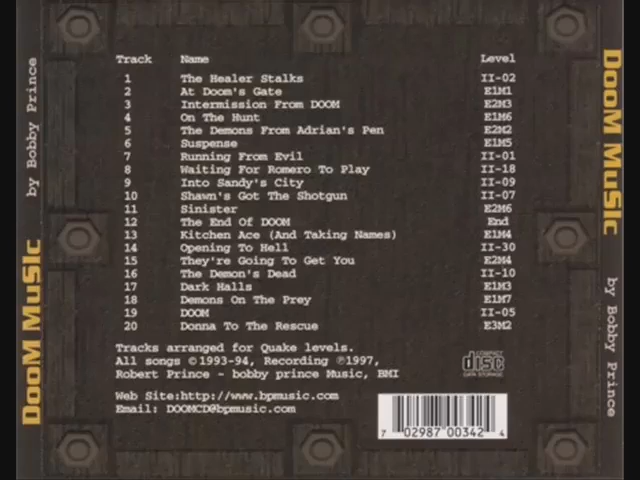 Track Name Level
1 The Healer Stalks II-02
2 At Doom's Gate E1M1
3 Intermission From DOOM E2M3
4 On The Hunt E1M6
5 The Demons From Adrian's Pen E2M2
6 Suspense E1M5
7 Running From Evil II-01
8 Waiting For Romero To Play II-18
9 Into Sandy's City II-09
10 Shawn's Got The Shotgun II-07
11 Sinister E2M6
12 The End Of DOOM End
13 Kitchen Ace (And Taking Names) E1M4
14 Opening To Hell II-30
15 They're Going To Get You E2M4
16 The Demon's Dead II-10
17 Dark Halls E1M3
18 Demons On The Prey E1M7
19 DOOM II-05
20 Donna To The Rescue E3M2
Tracks arranged for Quake levels.
All songs ©1993-94, Recording ℗1997,
Robert Prince - bobby prince Music, BMI
Web Site:http://www.bpmusic.com
Email: DOOMCD@bpmusic.com
COMPACT
disc
DATA STORAGE
7 02987 00342 4
DooM MuSIc by Bobby Prince
DooM MuSIc by Bobby Prince